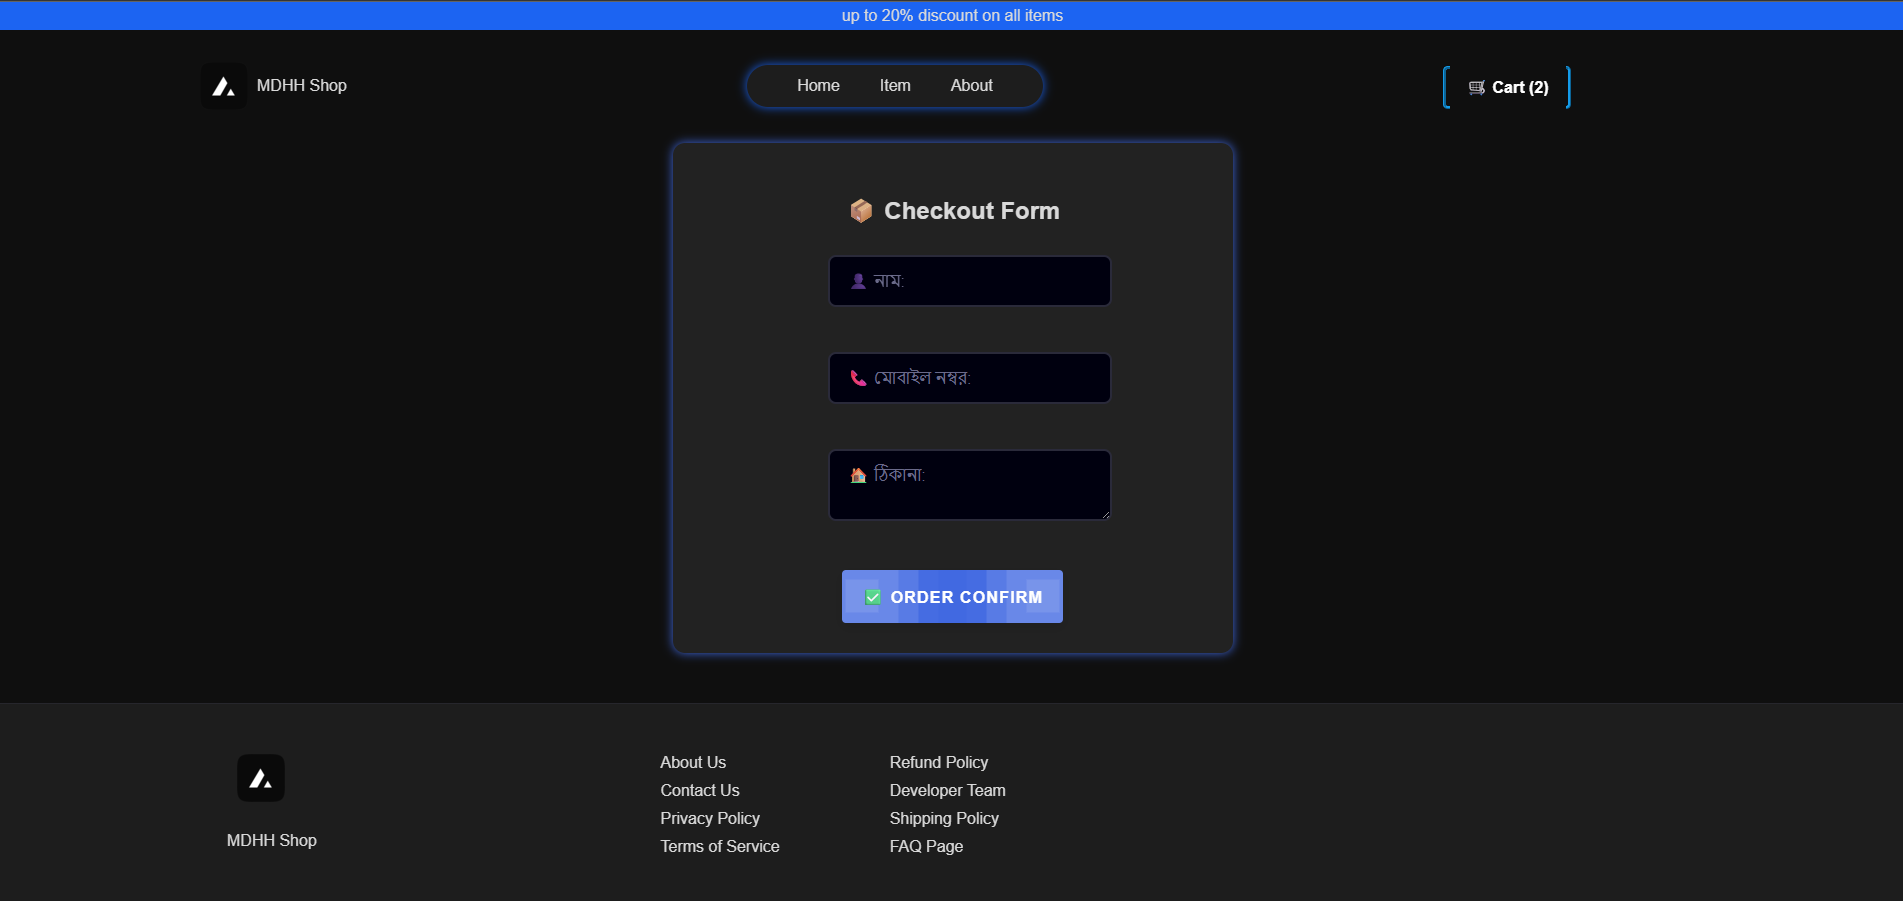 up to 20% discount on all items
MDHH Shop
Home Item About
🛒 Cart (2)
📦 Checkout Form
👤 নাম:
📞 মোবাইল নম্বর:
🏠 ঠিকানা:
✅ ORDER CONFIRM
MDHH Shop
About Us
Contact Us
Privacy Policy
Terms of Service
Refund Policy
Developer Team
Shipping Policy
FAQ Page